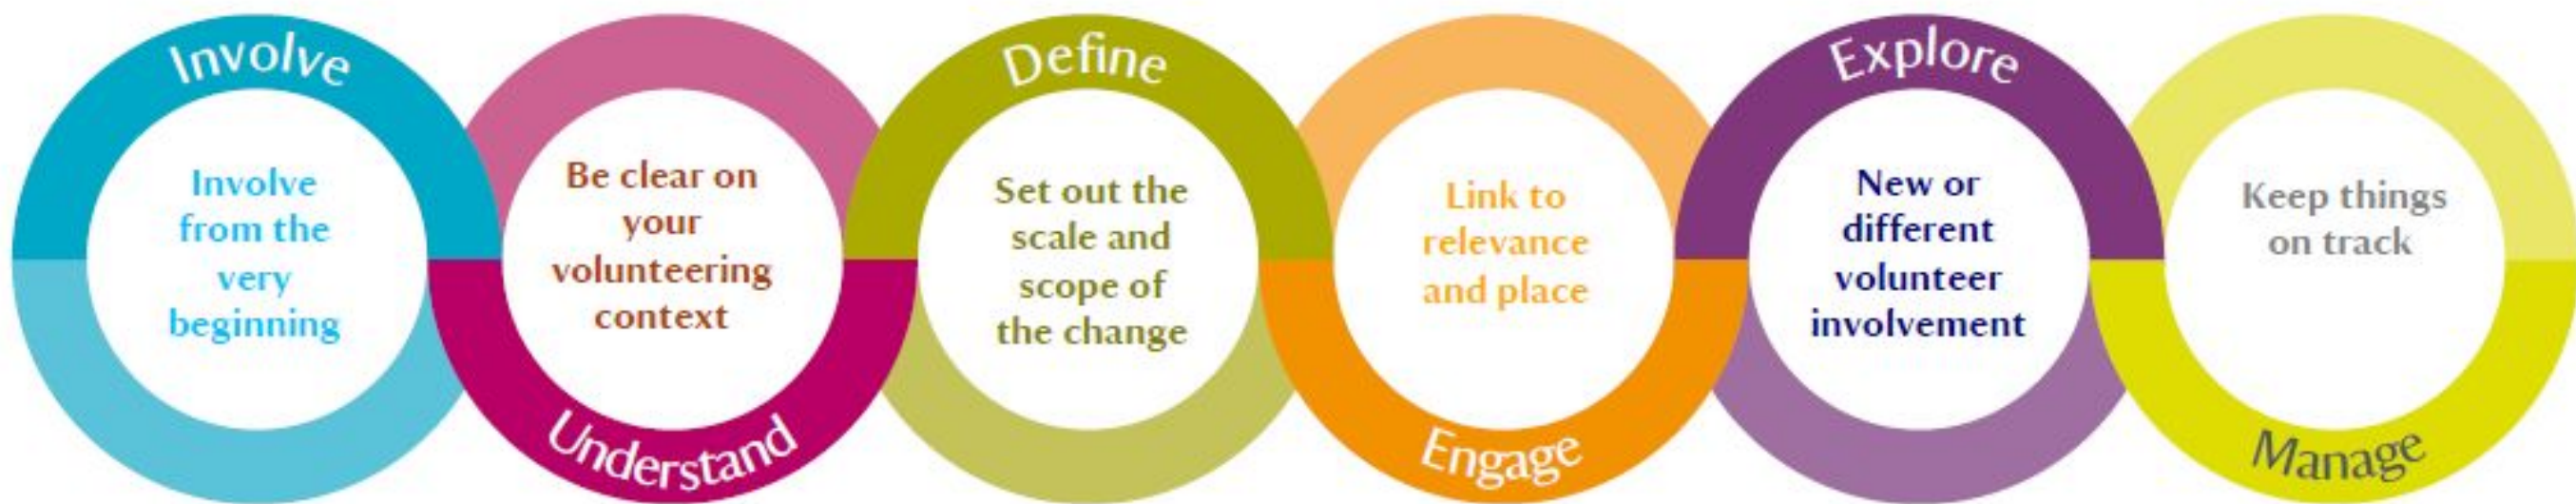 Involve
Involve
from the
very
beginning
Be clear on
your
volunteering
context
Understand
Define
Set out the
scale and
scope of
the change
Link to
relevance
and place
Engage
Explore
New or
different
volunteer
involvement
Keep things
on track
Manage